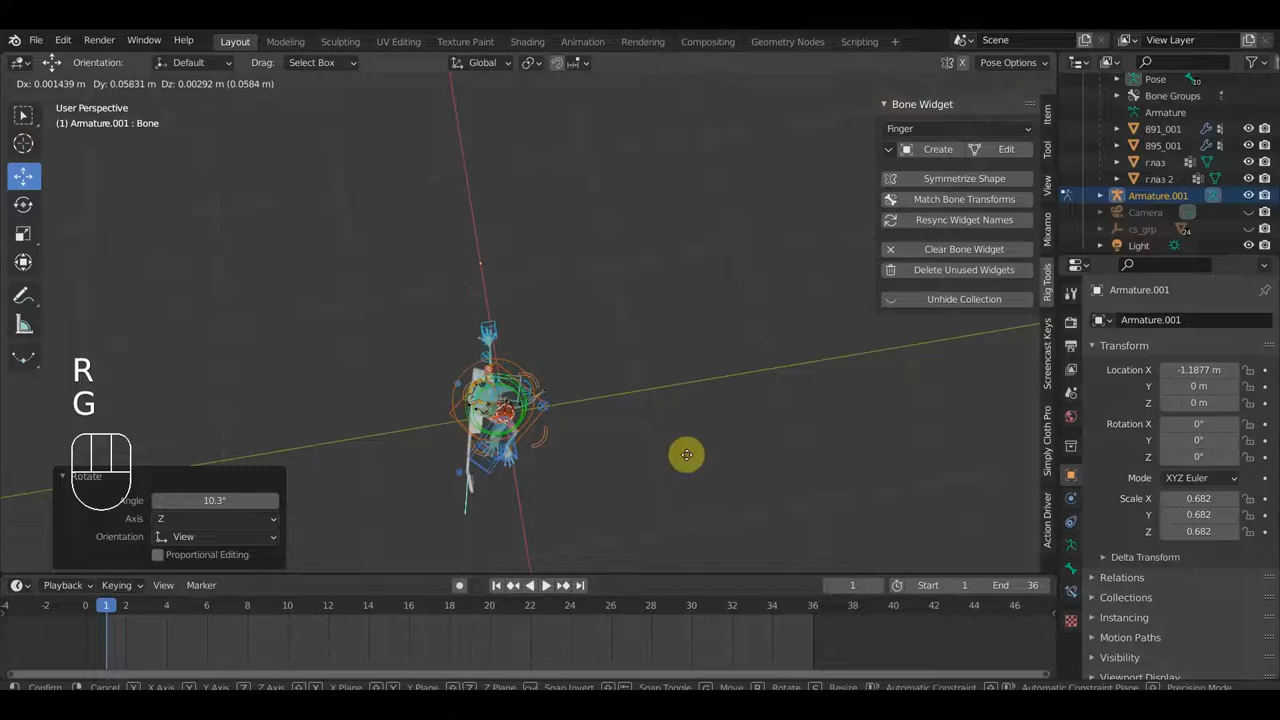 File Edit Render Window Help Layout Modeling Sculpting UV Editing Texture Paint Shading Animation Rendering Compositing Geometry Nodes Scripting + Scene View Layer
Orientation: Default Drag: Select Box Global X Pose Options
Dx: 0.001439 m Dy: 0.05831 m Dz: 0.00292 m (0.0584 m)
User Perspective
(1) Armature.001 : Bone
Bone Widget
Finger
Create Edit
Symmetrize Shape
Match Bone Transforms
Resync Widget Names
Clear Bone Widget
Delete Unused Widgets
Unhide Collection
Item
Tool
View
Mixamo
Rig Tools
Screencast Keys
Simply Cloth Pro
Action Driver
Pose 10
Bone Groups
Armature
891_001
895_001
глаз
глаз 2
Armature.001
Camera
cs_grp 24
Light
Armature.001
Armature.001
Transform
Location X -1.1877 m
Y 0 m
Z 0 m
Rotation X 0°
Y 0°
Z 0°
Mode XYZ Euler
Scale X 0.682
Y 0.682
Z 0.682
Delta Transform
Relations
Collections
Instancing
Motion Paths
Visibility
Viewport Display
R
G
Rotate
Angle 10.3°
Axis Z
Orientation View
Proportional Editing
Playback Keying View Marker 1 Start 1 End 36
-4 -2 0 1 2 4 6 8 10 12 14 16 18 20 22 24 26 28 30 32 34 36 38 40 42 44 46
Confirm Cancel X Axis Y Axis Z Axis X Plane Y Plane Z Plane Snap Invert Snap Toggle Move Rotate Resize Automatic Constraint Automatic Constraint Plane Precision Mode